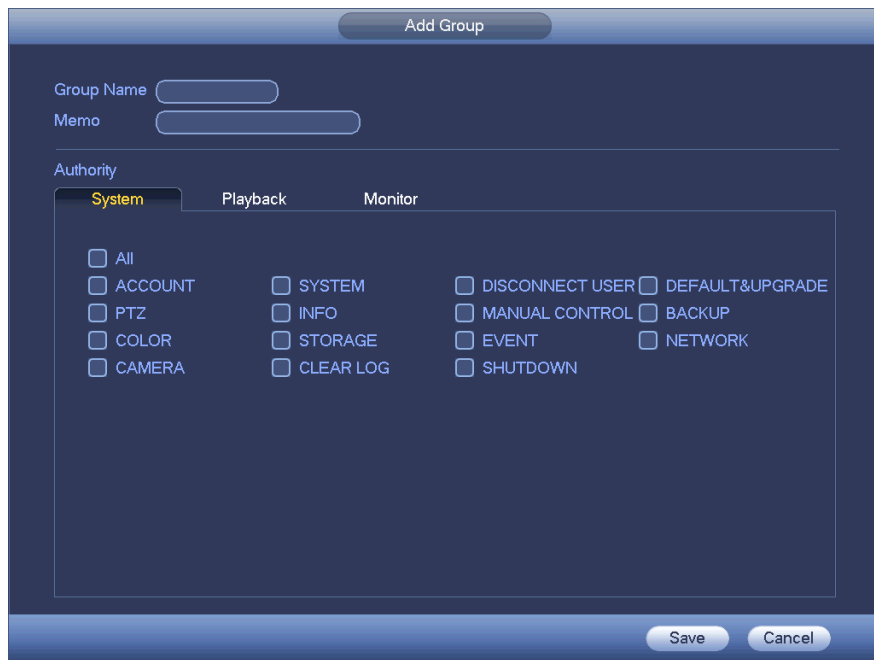 Add Group
Group Name
Memo
Authority
System Playback Monitor
All
ACCOUNT SYSTEM DISCONNECT USER DEFAULT&UPGRADE
PTZ INFO MANUAL CONTROL BACKUP
COLOR STORAGE EVENT NETWORK
CAMERA CLEAR LOG SHUTDOWN
Save Cancel